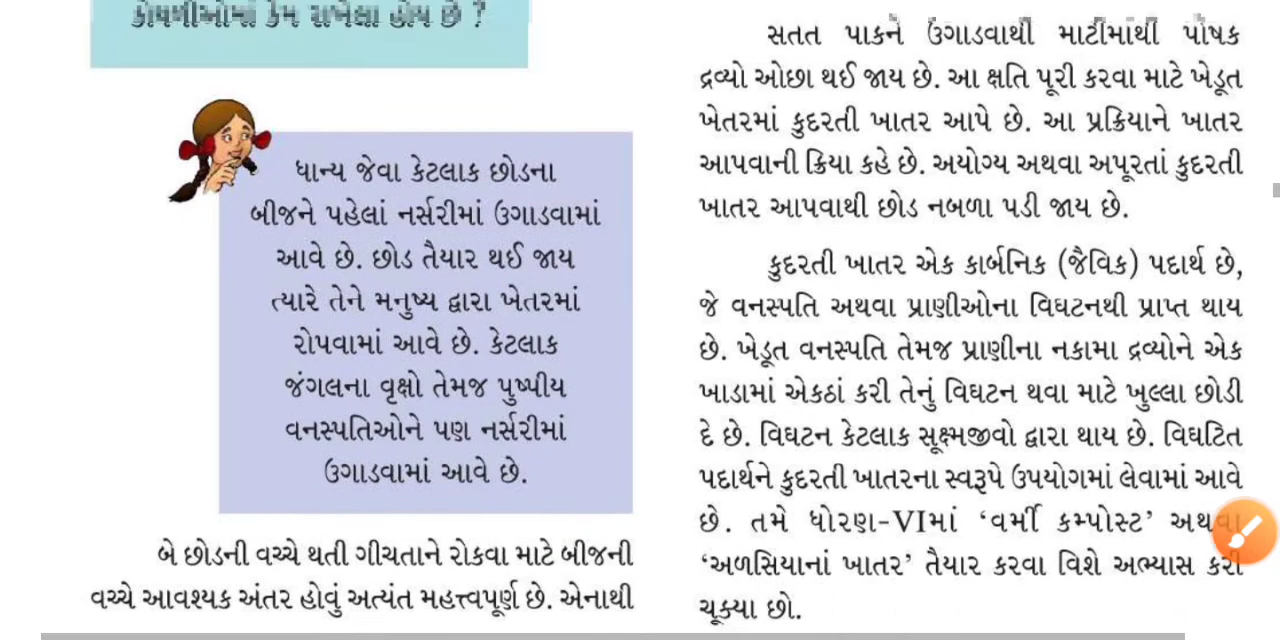 કોથળીઓમાં કેમ રાખેલા હોય છે ?
ધાન્ય જેવા કેટલાક છોડના
બીજને પહેલાં નર્સરીમાં ઉગાડવામાં
આવે છે. છોડ તૈયાર થઈ જાય
ત્યારે તેને મનુષ્ય દ્વારા ખેતરમાં
રોપવામાં આવે છે. કેટલાક
જંગલના વૃક્ષો તેમજ પુષ્પીય
વનસ્પતિઓને પણ નર્સરીમાં
ઉગાડવામાં આવે છે.
બે છોડની વચ્ચે થતી ગીચતાને રોકવા માટે બીજની
વચ્ચે આવશ્યક અંતર હોવું અત્યંત મહત્ત્વપૂર્ણ છે. એનાથી
સતત પાકને ઉગાડવાથી માટીમાંથી પોષક
દ્રવ્યો ઓછા થઈ જાય છે. આ ક્ષતિ પૂરી કરવા માટે ખેડૂત
ખેતરમાં કુદરતી ખાતર આપે છે. આ પ્રક્રિયાને ખાતર
આપવાની ક્રિયા કહે છે. અયોગ્ય અથવા અપૂરતાં કુદરતી
ખાતર આપવાથી છોડ નબળા પડી જાય છે.
કુદરતી ખાતર એક કાર્બનિક (જૈવિક) પદાર્થ છે,
જે વનસ્પતિ અથવા પ્રાણીઓના વિઘટનથી પ્રાપ્ત થાય
છે. ખેડૂત વનસ્પતિ તેમજ પ્રાણીના નકામા દ્રવ્યોને એક
ખાડામાં એકઠાં કરી તેનું વિઘટન થવા માટે ખુલ્લા છોડી
દે છે. વિઘટન કેટલાક સૂક્ષ્મજીવો દ્વારા થાય છે. વિઘટિત
પદાર્થને કુદરતી ખાતરના સ્વરૂપે ઉપયોગમાં લેવામાં આવે
છે. તમે ધોરણ-VIમાં ‘વર્મી કમ્પોસ્ટ’ અથવા
‘અળસિયાનાં ખાતર’ તૈયાર કરવા વિશે અભ્યાસ કરી
ચૂક્યા છો.